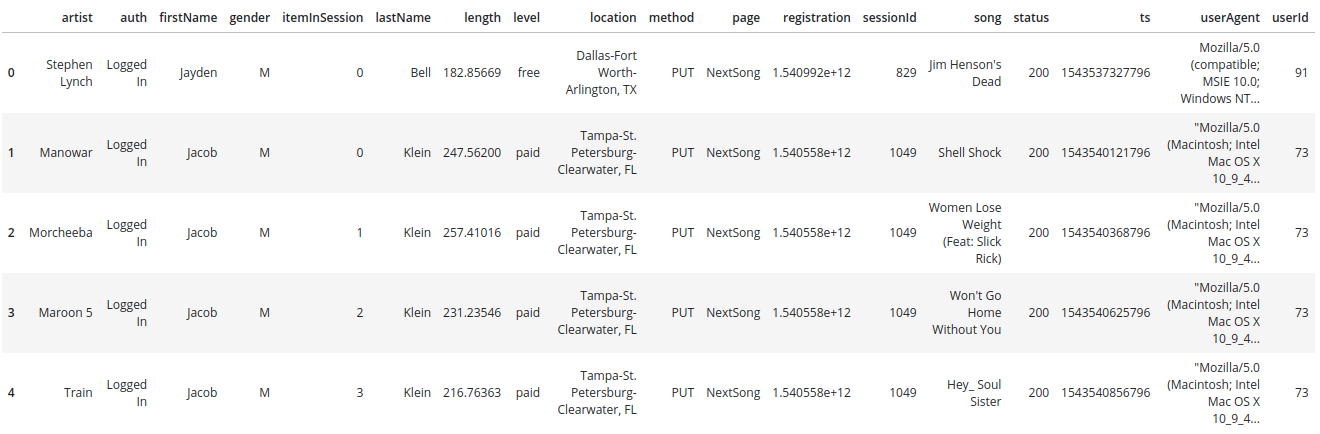 artist auth firstName gender itemInSession lastName length level location method page registration sessionId song status ts userAgent userId
0 Stephen Lynch Logged In Jayden M 0 Bell 182.85669 free Dallas-Fort Worth-Arlington, TX PUT NextSong 1.540992e+12 829 Jim Henson's Dead 200 1543537327796 Mozilla/5.0 (compatible; MSIE 10.0; Windows NT... 91
1 Manowar Logged In Jacob M 0 Klein 247.56200 paid Tampa-St. Petersburg-Clearwater, FL PUT NextSong 1.540558e+12 1049 Shell Shock 200 1543540121796 "Mozilla/5.0 (Macintosh; Intel Mac OS X 10_9_4... 73
2 Morcheeba Logged In Jacob M 1 Klein 257.41016 paid Tampa-St. Petersburg-Clearwater, FL PUT NextSong 1.540558e+12 1049 Women Lose Weight (Feat: Slick Rick) 200 1543540368796 "Mozilla/5.0 (Macintosh; Intel Mac OS X 10_9_4... 73
3 Maroon 5 Logged In Jacob M 2 Klein 231.23546 paid Tampa-St. Petersburg-Clearwater, FL PUT NextSong 1.540558e+12 1049 Won't Go Home Without You 200 1543540625796 "Mozilla/5.0 (Macintosh; Intel Mac OS X 10_9_4... 73
4 Train Logged In Jacob M 3 Klein 216.76363 paid Tampa-St. Petersburg-Clearwater, FL PUT NextSong 1.540558e+12 1049 Hey_ Soul Sister 200 1543540856796 "Mozilla/5.0 (Macintosh; Intel Mac OS X 10_9_4... 73